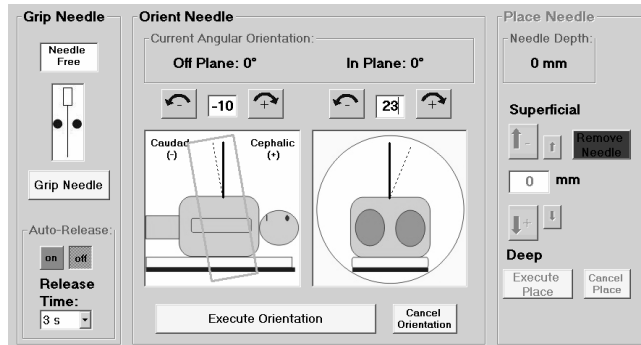 Grip Needle
Needle
Free
Grip Needle
Auto-Release:
on off
Release
Time:
3 s
Orient Needle
Current Angular Orientation:
Off Plane: 0° In Plane: 0°
- -10 + - 23 +
Caudad Cephalic
(-) (+)
Execute Orientation
Cancel
Orientation
Place Needle
Needle Depth:
0 mm
Superficial
-
Remove
Needle
0 mm
+
Deep
Execute
Place
Cancel
Place